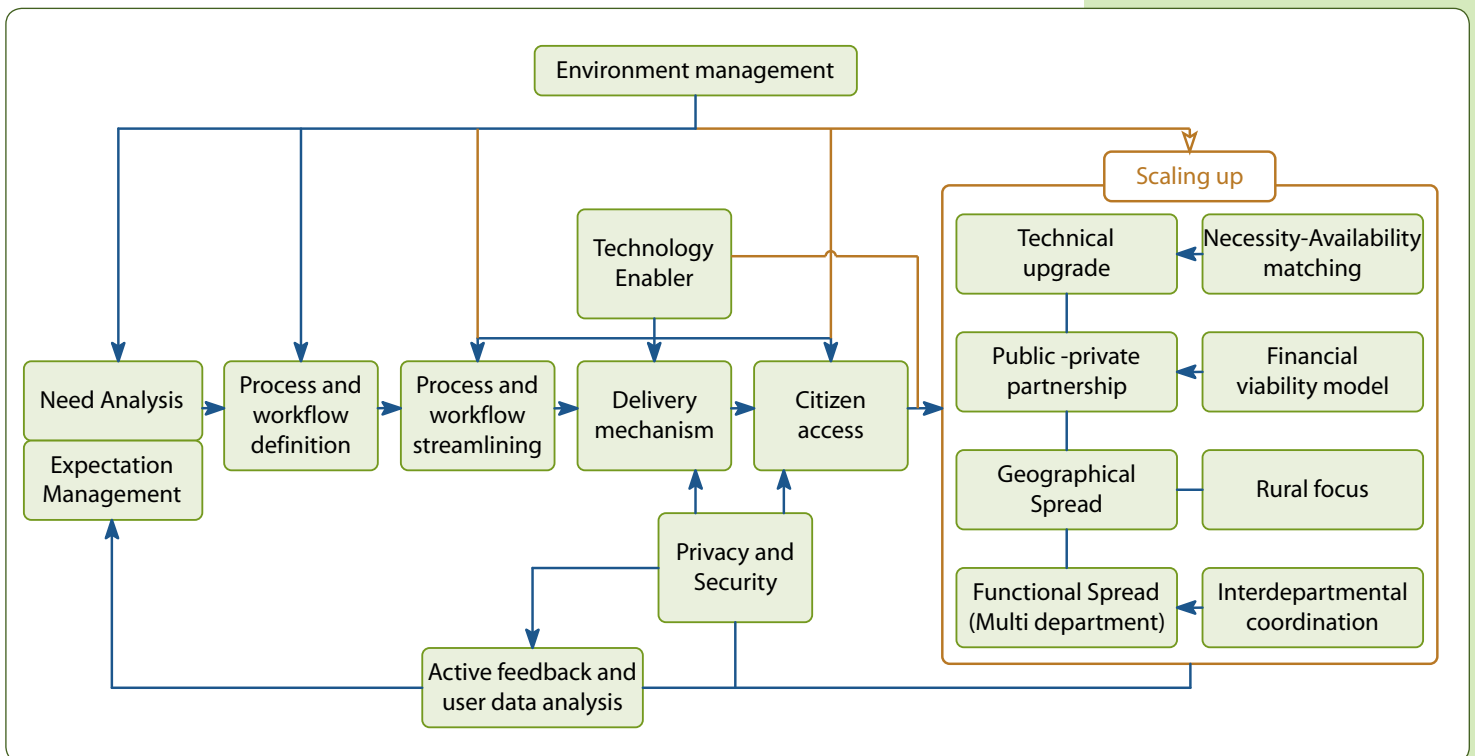 Environment management
Scaling up
Technology
Enabler
Technical
upgrade
Necessity-Availability
matching
Public -private
partnership
Financial
viability model
Need Analysis
Expectation
Management
Process and
workflow
definition
Process and
workflow
streamlining
Delivery
mechanism
Citizen
access
Geographical
Spread
Rural focus
Privacy and
Security
Functional Spread
(Multi department)
Interdepartmental
coordination
Active feedback and
user data analysis